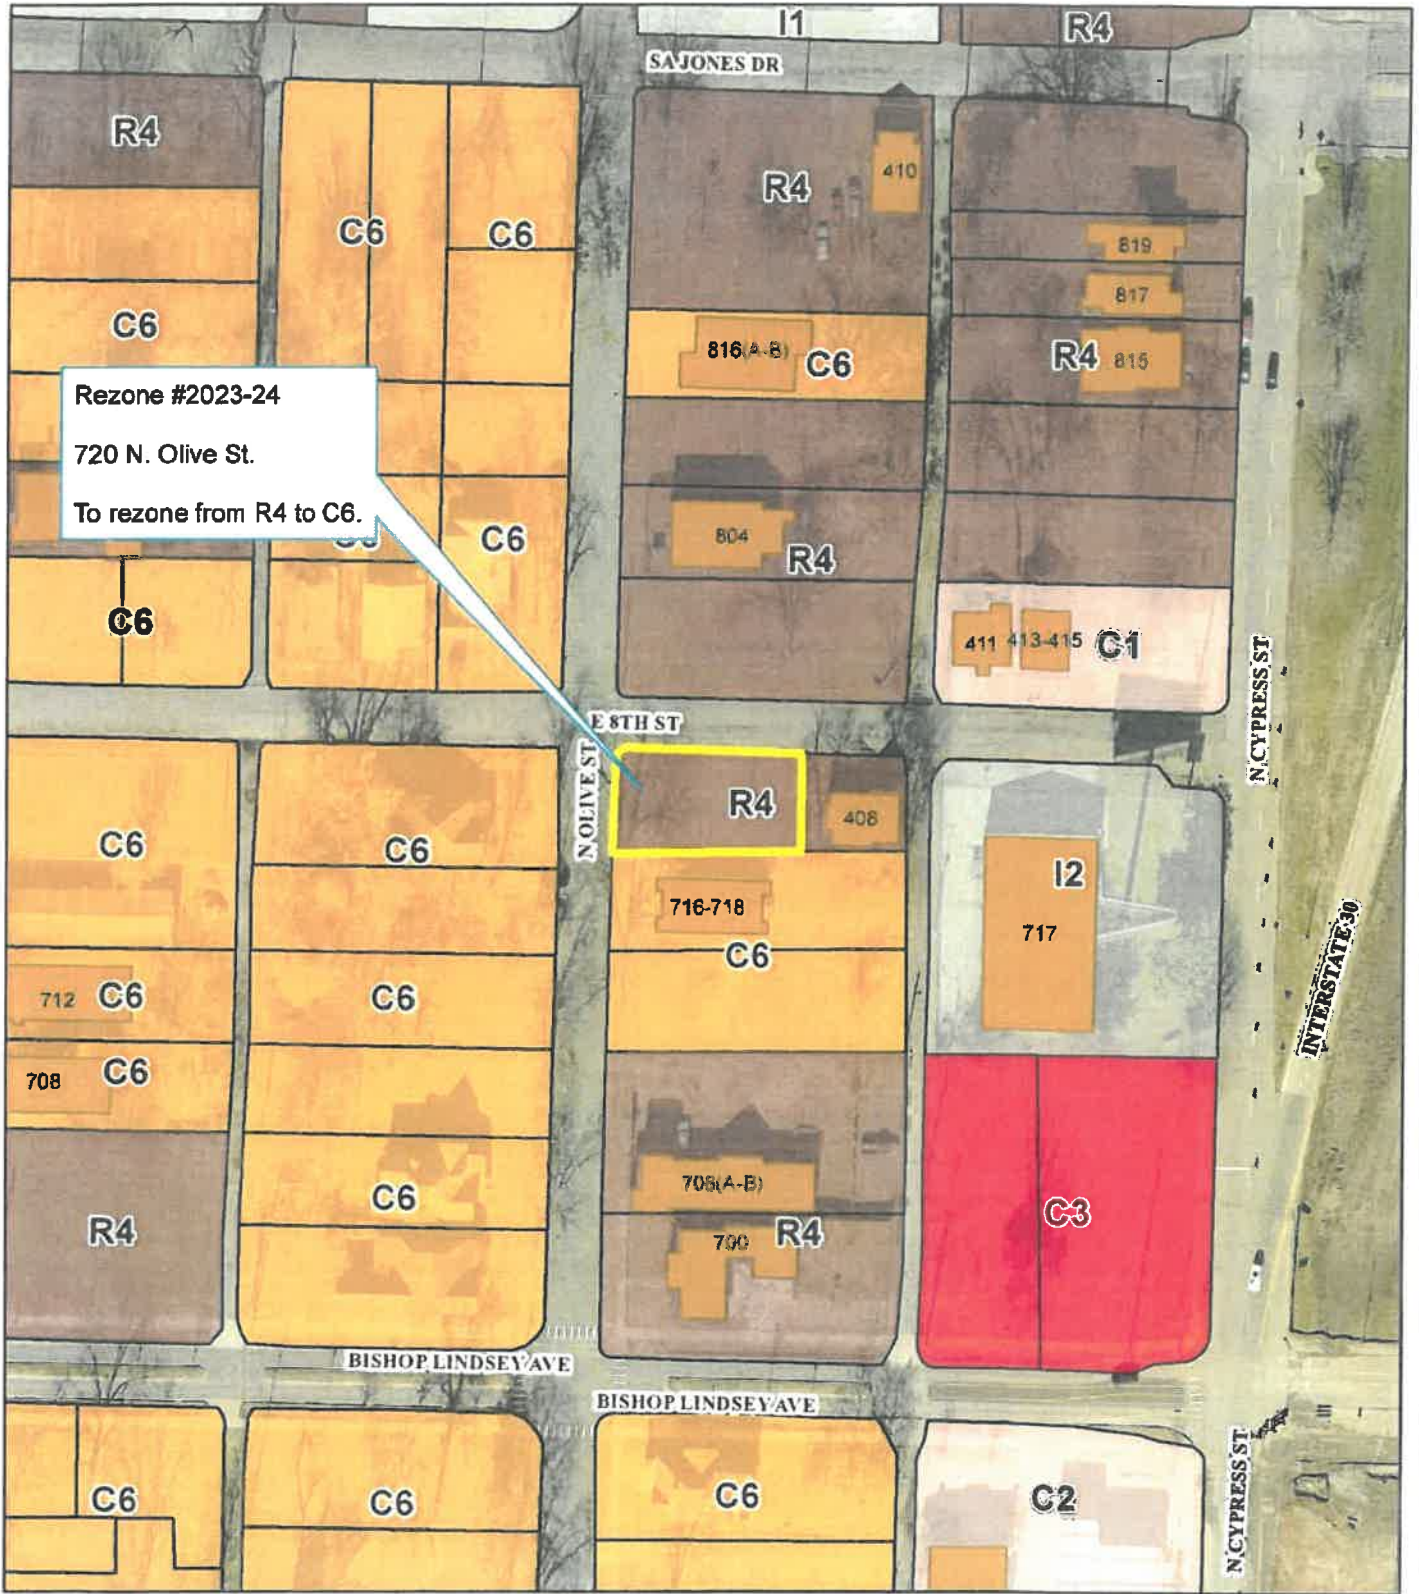 I1
R4
SA JONES DR
R4
410
R4
C6
C6
819
817
C6
816(A-B)
C6
R4
815
Rezone #2023-24
720 N. Olive St.
To rezone from R4 to C6.
C6
804
R4
C6
411
413-415
C1
N CYPRESS ST
E 8TH ST
N OLIVE ST
R4
408
C6
C6
I2
716-718
717
C6
INTERSTATE 30
712
C6
C6
708
C6
706(A-B)
C6
C3
R4
700
R4
BISHOP LINDSEY AVE
BISHOP LINDSEY AVE
C6
C6
C6
C2
N CYPRESS ST